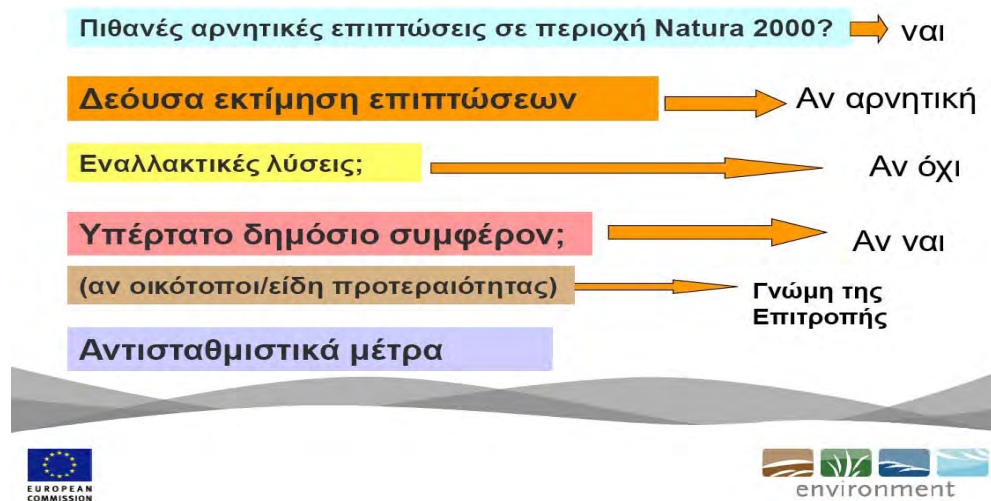 Πιθανές αρνητικές επιπτώσεις σε περιοχή Natura 2000? ναι
Δεόυσα εκτίμηση επιπτώσεων Αν αρνητική
Εναλλακτικές λύσεις; Αν όχι
Υπέρτατο δημόσιο συμφέρον; Αν ναι
(αν οικότοποι/είδη προτεραιότητας) Γνώμη της
Επιτροπής
Αντισταθμιστικά μέτρα
EUROPEAN
COMMISSION
environment